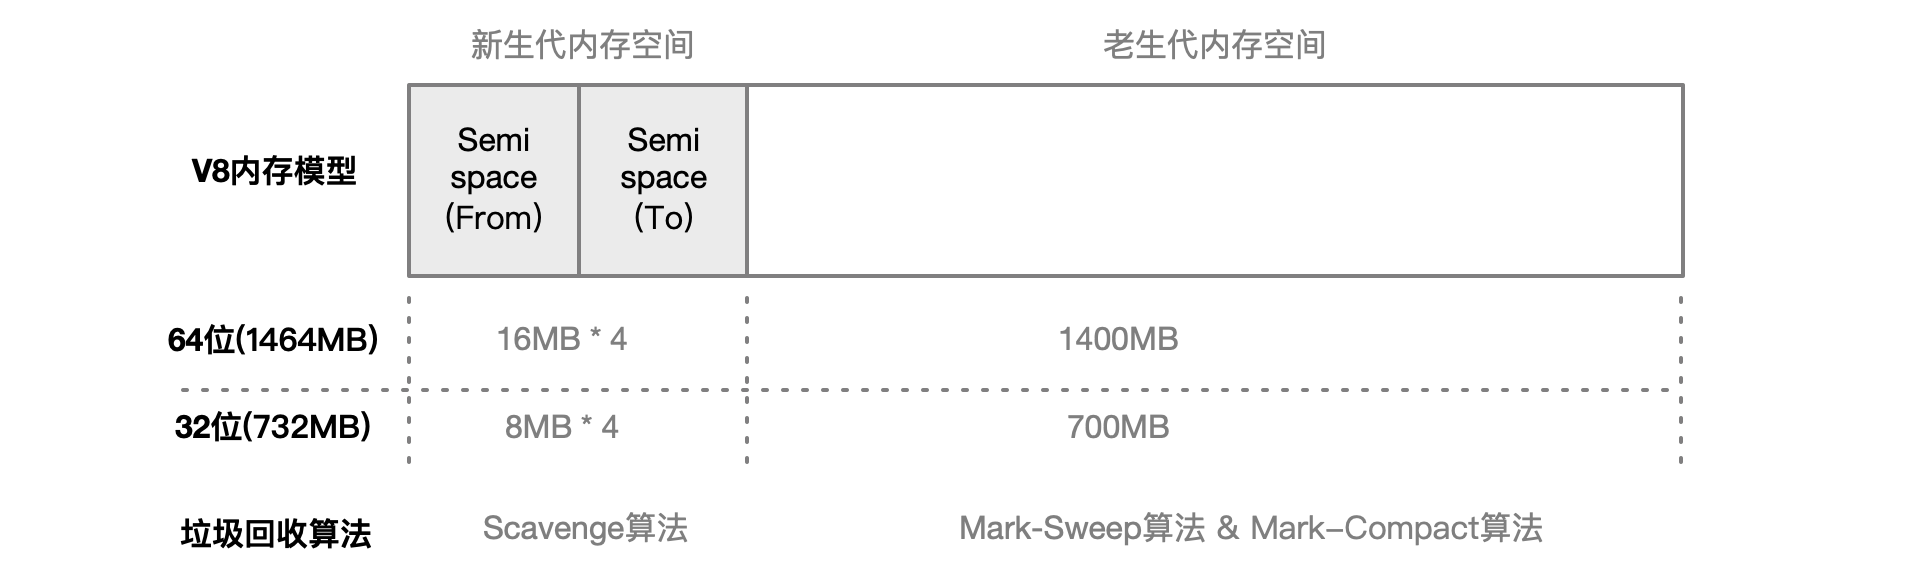 新生代内存空间
老生代内存空间
V8内存模型
Semi
space
(From)
Semi
space
(To)
64位(1464MB)
16MB * 4
1400MB
32位(732MB)
8MB * 4
700MB
垃圾回收算法
Scavenge算法
Mark-Sweep算法 & Mark–Compact算法